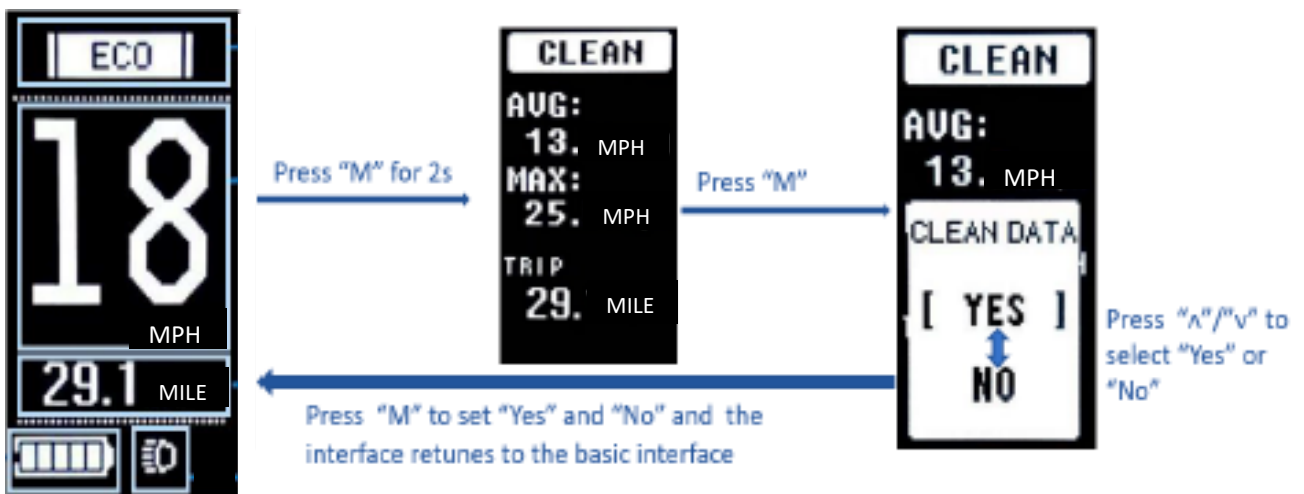 ECO
18
MPH
29.1 MILE
Press "M" for 2s
CLEAN
AVG:
13. MPH
MAX:
25. MPH
TRIP
29. MILE
Press "M"
CLEAN
AVG:
13. MPH
CLEAN DATA
[ YES ]
NO
Press "ʌ"/"v" to
select "Yes" or
"No"
Press "M" to set "Yes" and "No" and the
interface retunes to the basic interface